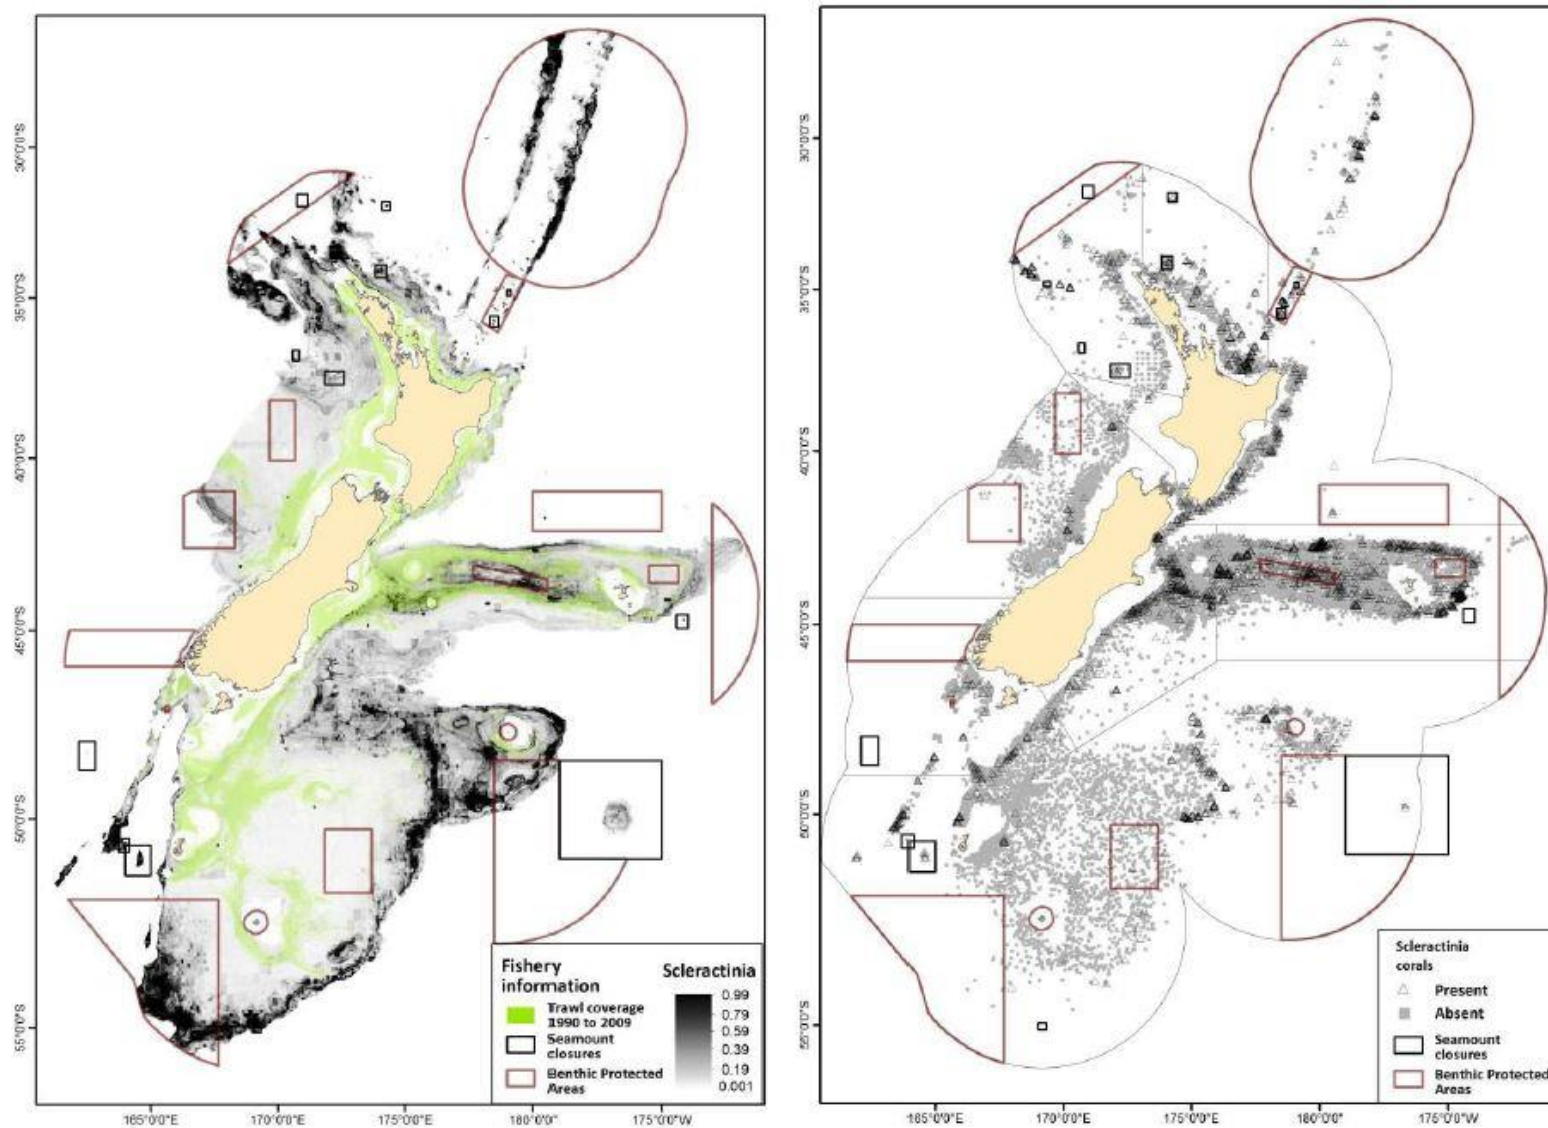 30°0'0"S
35°0'0"S
40°0'0"S
45°0'0"S
50°0'0"S
55°0'0"S
Fishery
information
Trawl coverage
1990 to 2009
Seamount
closures
Benthic Protected
Areas
Scleractinia
0.99
0.79
0.59
0.39
0.19
0.001
165°0'0"E
170°0'0"E
175°0'0"E
180°0'0"
175°0'0"W
30°0'0"S
35°0'0"S
40°0'0"S
45°0'0"S
50°0'0"S
55°0'0"S
Scleractinia
corals
Present
Absent
Seamount
closures
Benthic Protected
Areas
165°0'0"E
170°0'0"E
175°0'0"E
180°0'0"
175°0'0"W